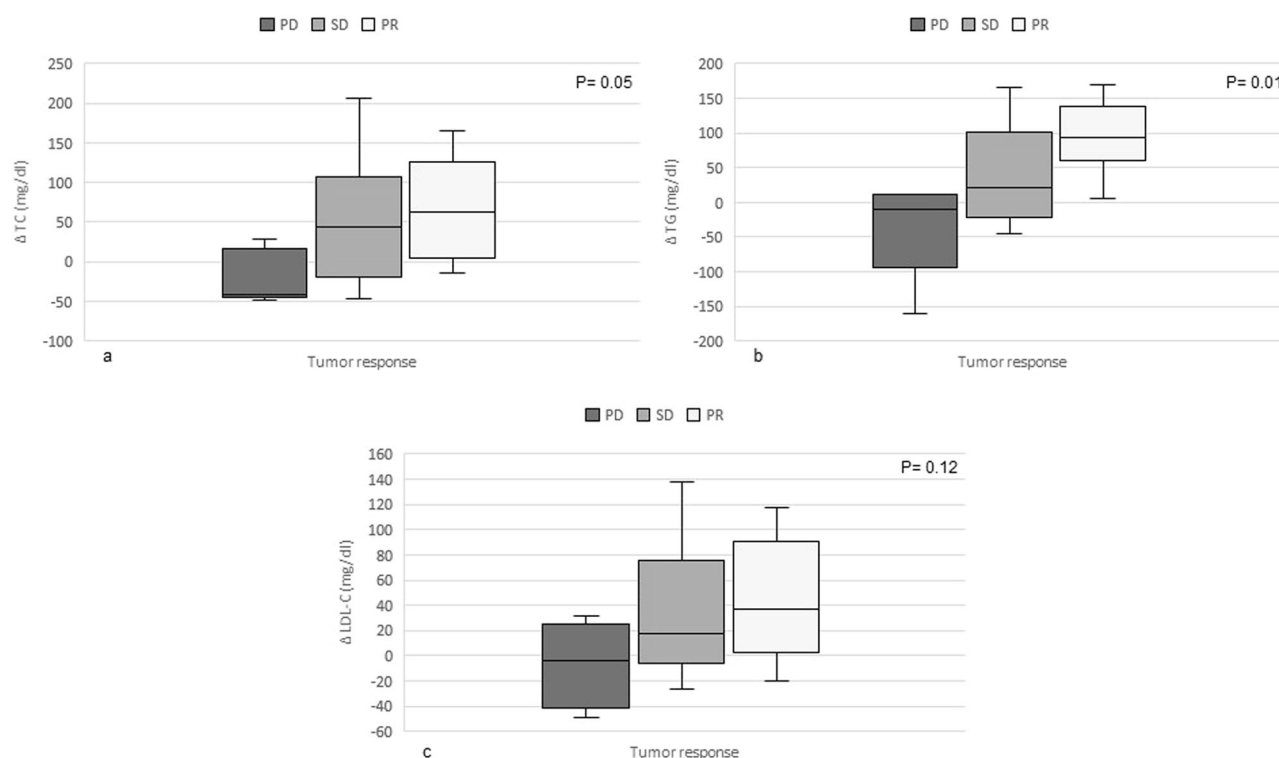 PD SD PR
P= 0.05
Δ TC (mg/dl)
250
200
150
100
50
0
-50
-100
a
Tumor response
PD SD PR
P= 0.01
Δ TG (mg/dl)
200
150
100
50
0
-50
-100
-150
-200
b
Tumor response
PD SD PR
P= 0.12
Δ LDL-C (mg/dl)
160
140
120
100
80
60
40
20
0
-20
-40
-60
c
Tumor response